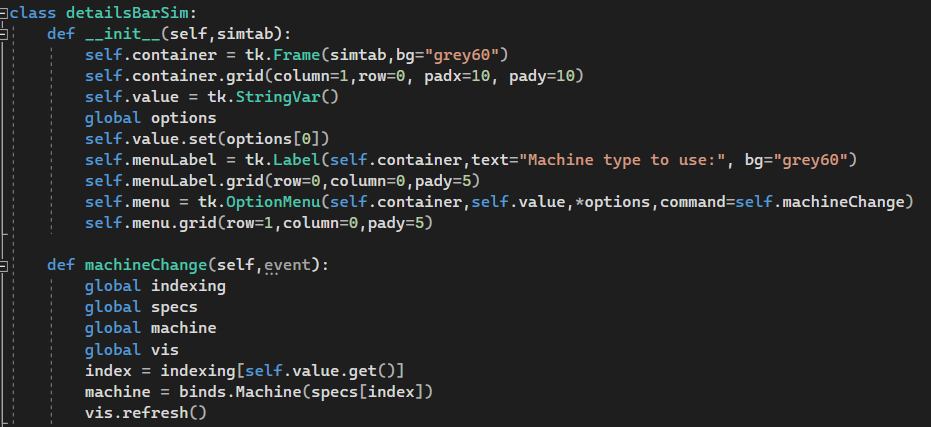 class detailsBarSim:
    def __init__(self,simtab):
        self.container = tk.Frame(simtab,bg="grey60")
        self.container.grid(column=1,row=0, padx=10, pady=10)
        self.value = tk.StringVar()
        global options
        self.value.set(options[0])
        self.menuLabel = tk.Label(self.container,text="Machine type to use:", bg="grey60")
        self.menuLabel.grid(row=0,column=0,pady=5)
        self.menu = tk.OptionMenu(self.container,self.value,*options,command=self.machineChange)
        self.menu.grid(row=1,column=0,pady=5)

    def machineChange(self,event):
        global indexing
        global specs
        global machine
        global vis
        index = indexing[self.value.get()]
        machine = binds.Machine(specs[index])
        vis.refresh()